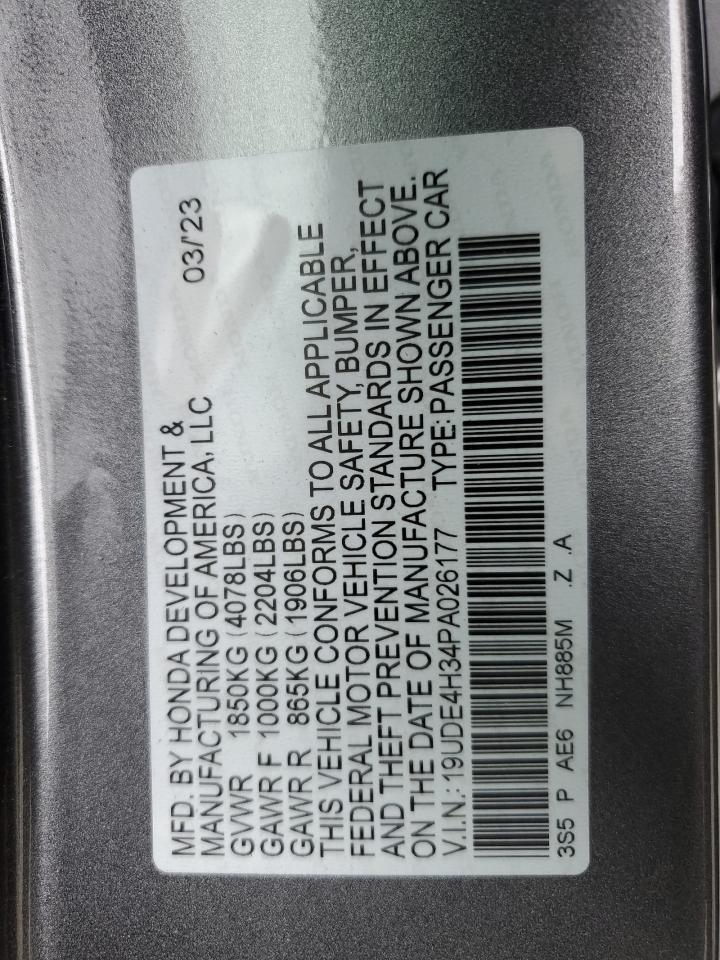 MFD. BY HONDA DEVELOPMENT &
MANUFACTURING OF AMERICA, LLC 03/'23
GVWR 1850KG (4078LBS)
GAWR F 1000KG (2204LBS)
GAWR R 865KG (1906LBS)
THIS VEHICLE CONFORMS TO ALL APPLICABLE
FEDERAL MOTOR VEHICLE SAFETY, BUMPER,
AND THEFT PREVENTION STANDARDS IN EFFECT
ON THE DATE OF MANUFACTURE SHOWN ABOVE.
V.I.N.: 19UDE4H34PA026177 TYPE: PASSENGER CAR
3S5 P AE6 NH885M .Z .A